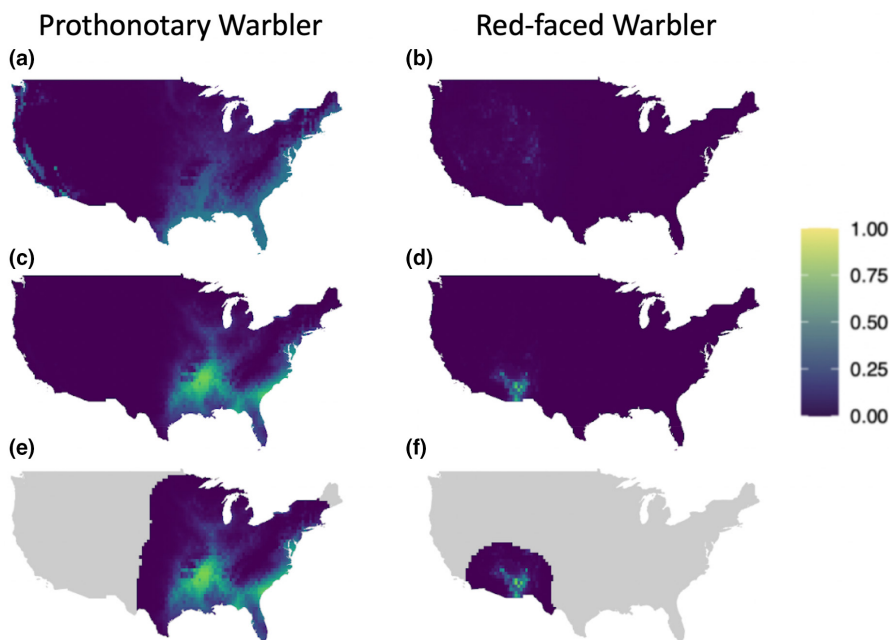 Prothonotary Warbler
Red-faced Warbler
(a)
(b)
(c)
(d)
1.00
0.75
0.50
0.25
0.00
(e)
(f)